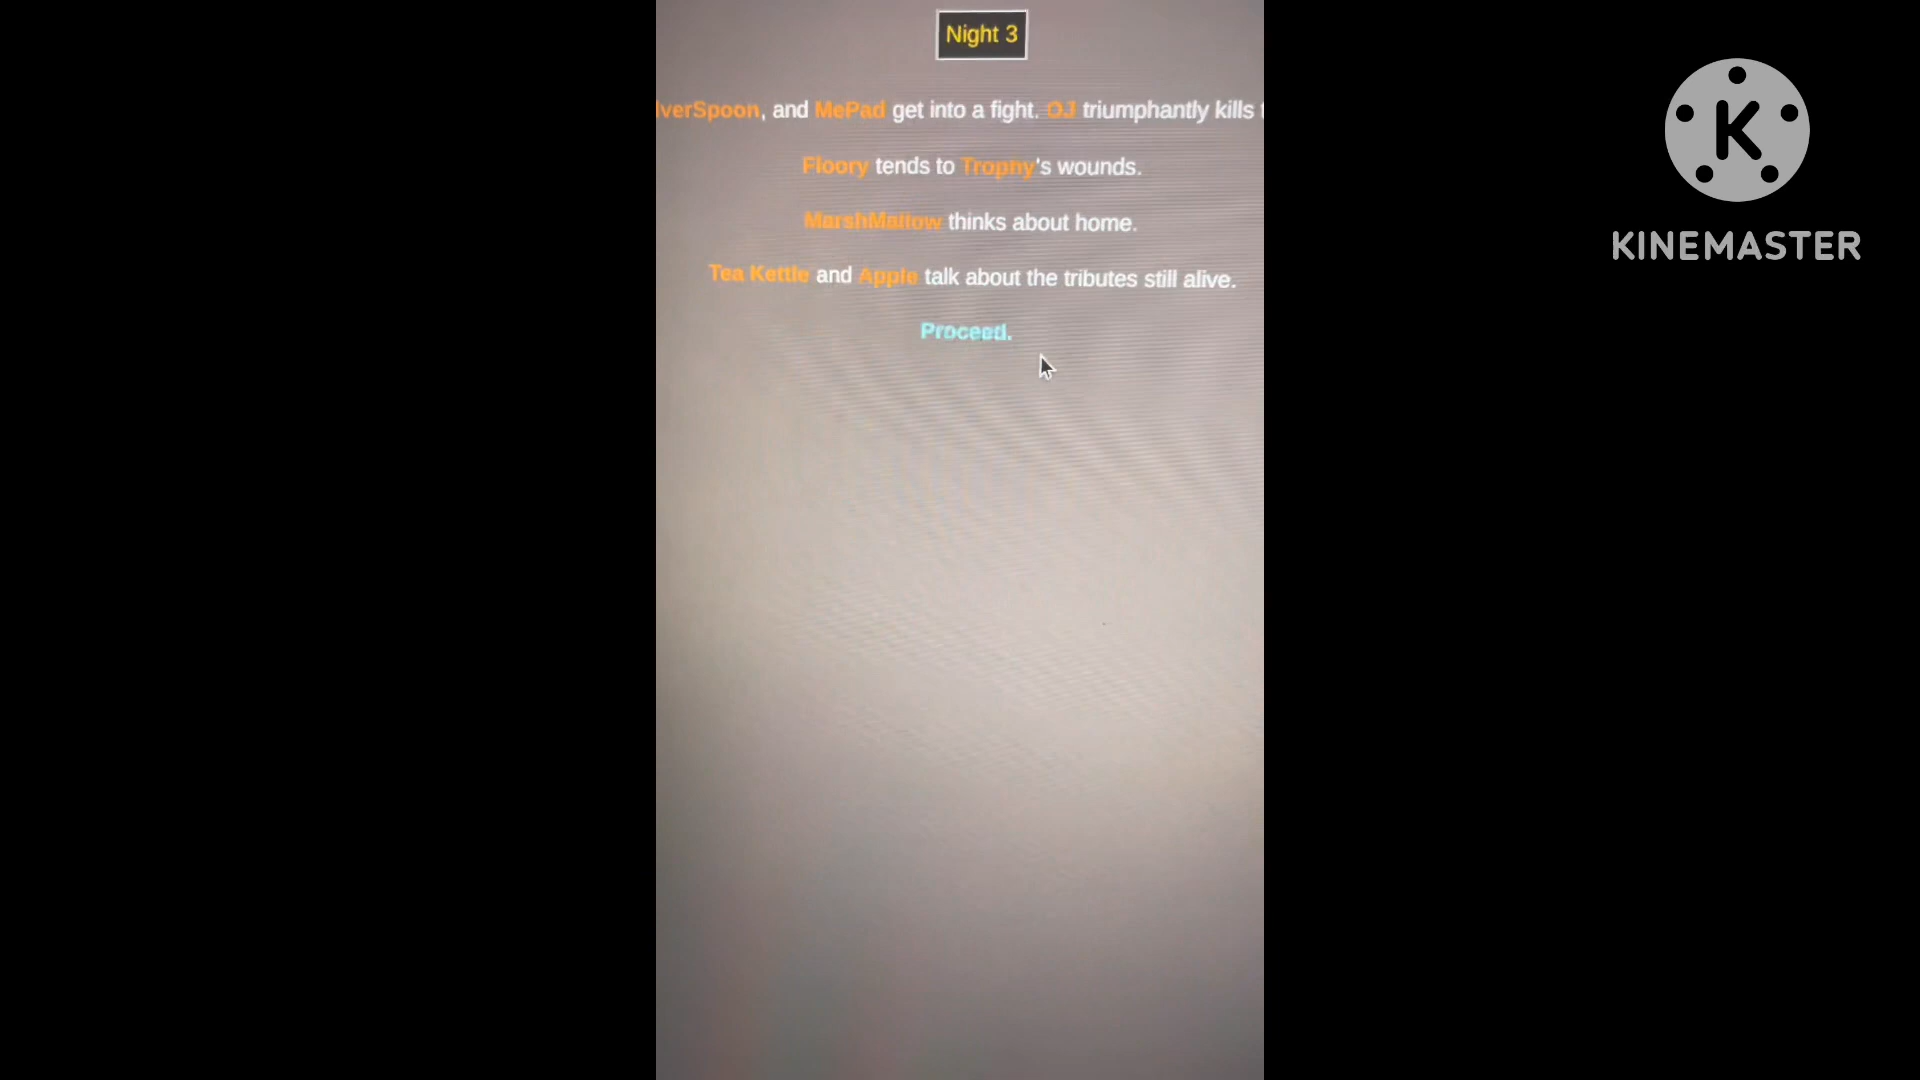 Night 3
lverSpoon, and MePad get into a fight. OJ triumphantly kills
Floory tends to Trophy's wounds.
MarshMallow thinks about home.
Tea Kettle and Apple talk about the tributes still alive.
Proceed.
K
KINEMASTER